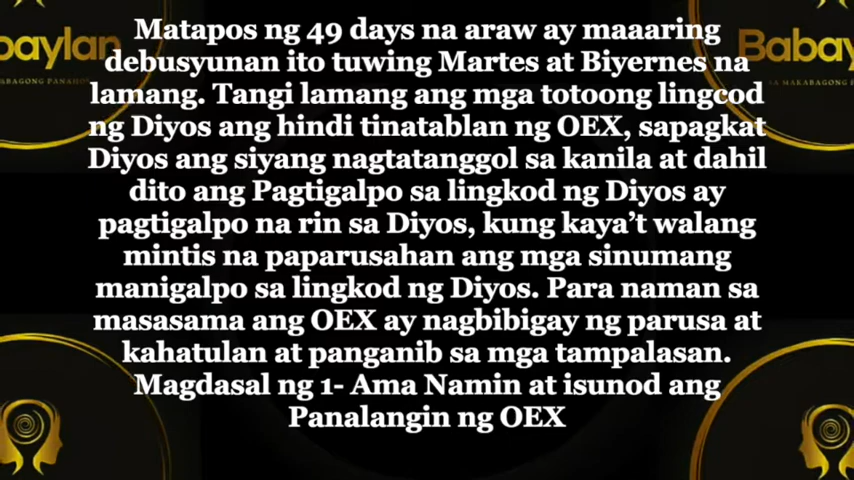 Matapos ng 49 days na araw ay maaaring
debusyunan ito tuwing Martes at Biyernes na
lamang. Tangi lamang ang mga totoong lingcod
ng Diyos ang hindi tinatablan ng OEX, sapagkat
Diyos ang siyang nagtatanggol sa kanila at dahil
dito ang Pagtigalpo sa lingkod ng Diyos ay
pagtigalpo na rin sa Diyos, kung kaya't walang
mintis na paparusahan ang mga sinumang
manigalpo sa lingkod ng Diyos. Para naman sa
masasama ang OEX ay nagbibigay ng parusa at
kahatulan at panganib sa mga tampalasan.
Magdasal ng 1- Ama Namin at isunod ang
Panalangin ng OEX